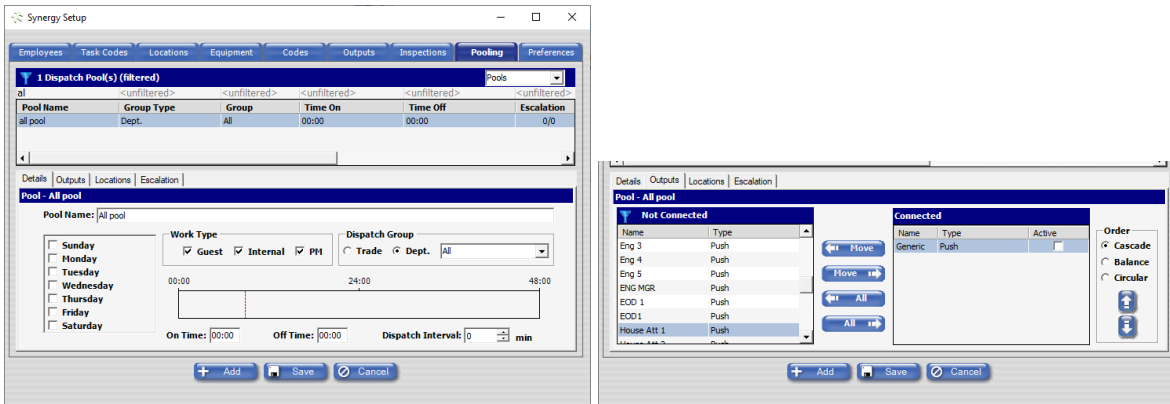 Synergy Setup
Employees Task Codes Locations Equipment Codes Outputs Inspections Pooling Preferences
1 Dispatch Pool(s) (filtered) Pools
al <unfiltered> <unfiltered> <unfiltered> <unfiltered> <unfiltered>
Pool Name Group Type Group Time On Time Off Escalation
all pool Dept. All 00:00 00:00 0/0
Details Outputs Locations Escalation
Pool - All pool
Pool Name: All pool
Work Type
Guest Internal PM
Dispatch Group
Trade Dept. All
Sunday
Monday
Tuesday
Wednesday
Thursday
Friday
Saturday
00:00 24:00 48:00
On Time: 00:00 Off Time: 00:00 Dispatch Interval: 0 min
Add Save Cancel
Details Outputs Locations Escalation
Pool - All pool
Not Connected
Name Type
Eng 3 Push
Eng 4 Push
Eng 5 Push
ENG MGR Push
EOD 1 Push
EOD1 Push
House Att 1 Push
Move
Move
All
All
Connected
Name Type Active
Generic Push
Order
Cascade
Balance
Circular
Add Save Cancel